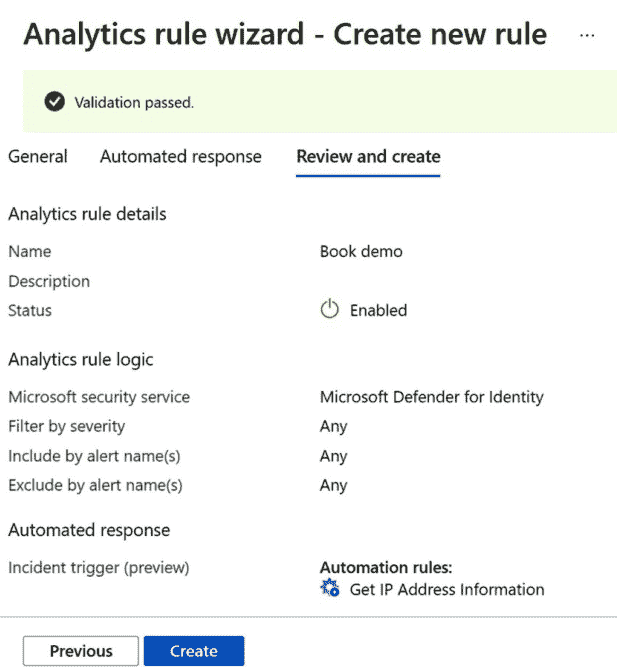 Analytics rule wizard - Create new rule ...
Validation passed.
General Automated response Review and create
Analytics rule details
Name Book demo
Description
Status Enabled
Analytics rule logic
Microsoft security service Microsoft Defender for Identity
Filter by severity Any
Include by alert name(s) Any
Exclude by alert name(s) Any
Automated response
Incident trigger (preview) Automation rules:
Get IP Address Information
Previous Create